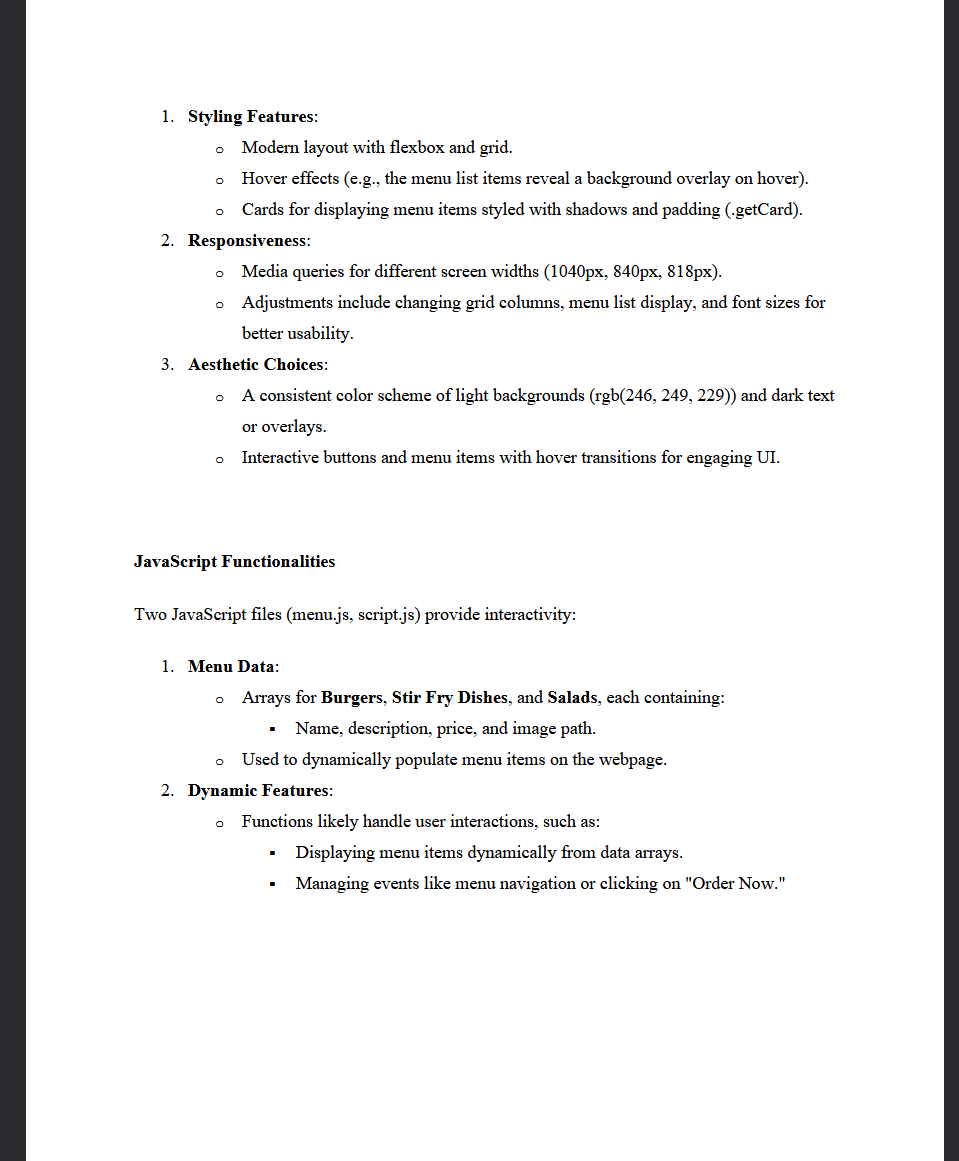 1. Styling Features:
o Modern layout with flexbox and grid.
o Hover effects (e.g., the menu list items reveal a background overlay on hover).
o Cards for displaying menu items styled with shadows and padding (.getCard).
2. Responsiveness:
o Media queries for different screen widths (1040px, 840px, 818px).
o Adjustments include changing grid columns, menu list display, and font sizes for
better usability.
3. Aesthetic Choices:
o A consistent color scheme of light backgrounds (rgb(246, 249, 229)) and dark text
or overlays.
o Interactive buttons and menu items with hover transitions for engaging UI.
JavaScript Functionalities
Two JavaScript files (menu.js, script.js) provide interactivity:
1. Menu Data:
o Arrays for Burgers, Stir Fry Dishes, and Salads, each containing:
▪ Name, description, price, and image path.
o Used to dynamically populate menu items on the webpage.
2. Dynamic Features:
o Functions likely handle user interactions, such as:
▪ Displaying menu items dynamically from data arrays.
▪ Managing events like menu navigation or clicking on "Order Now."